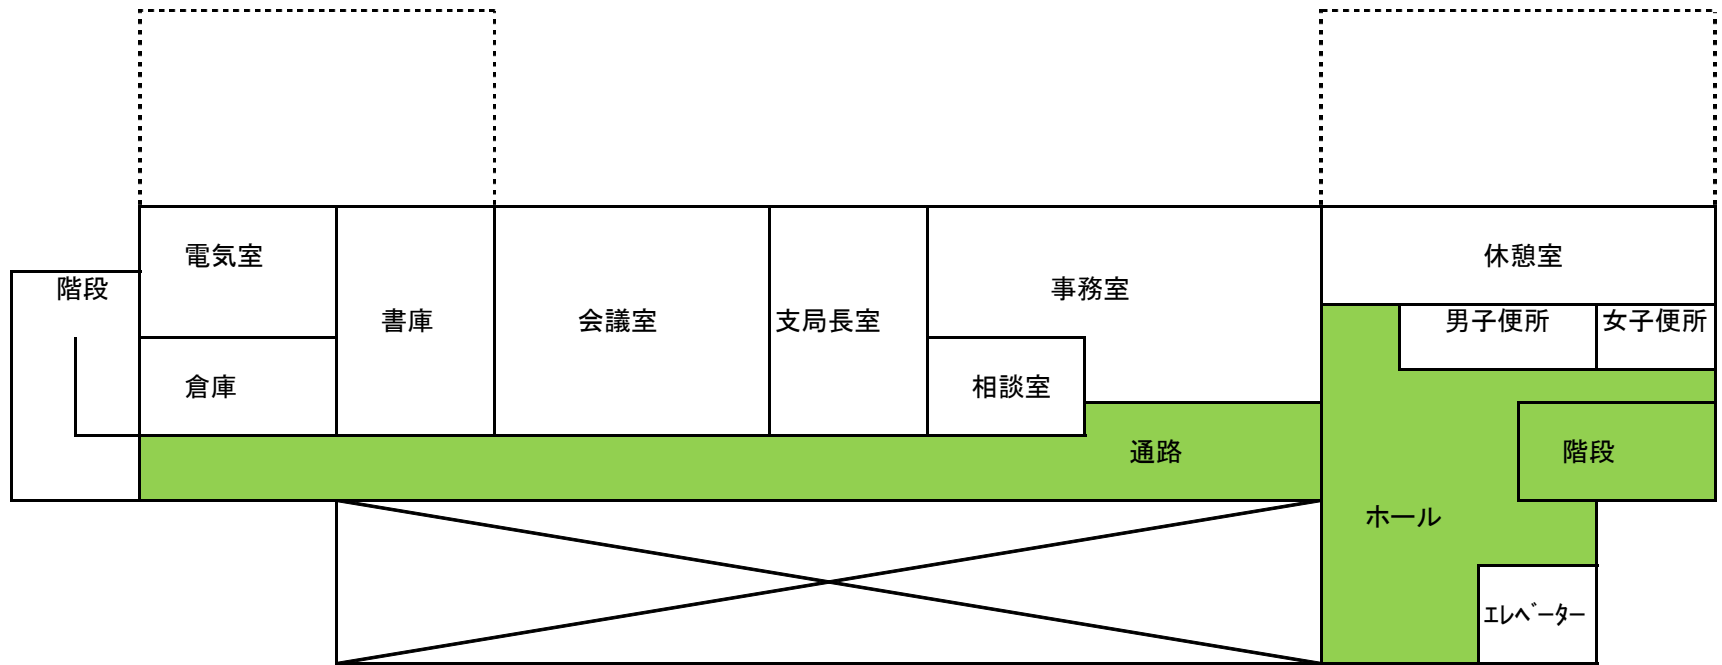 電気室
休憩室
階段
事務室
書庫
会議室
支局長室
男子便所
女子便所
倉庫
相談室
通路
階段
ホール
ｴﾚﾍﾞｰﾀｰ